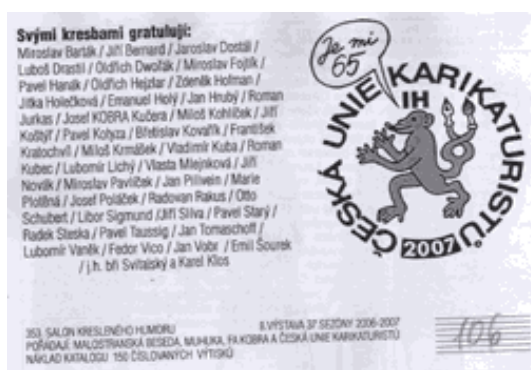 Svými kresbami gratulují:
Miroslav Barták / Jiří Bernard / Jaroslav Dostál /
Luboš Drastil / Oldřich Dwořák / Miroslav Fojtík /
Pavel Hanák / Oldřich Hejdar / Zdeněk Hofman /
Jitka Holečková / Emanuel Holý / Jan Hrubý / Roman
Jurkas / Josef KOBRA Kučera / Miloš Kohlíček / Jiří
Koštýř / Pavel Kotyza / Břetislav Kovařík / František
Kratochvíl / Miloš Krmášek / Vladimír Kuba / Roman
Kubec / Lubomír Lichý / Vlasta Mlejnková / Jiří
Novák / Miroslav Pavlíček / Jan Pillvein / Marie
Plotěná / Josef Poláček / Radovan Rakus / Otto
Schubert / Libor Sigmund / Jiří Slíva / Pavel Starý /
Radek Steska / Pavel Taussig / Jan Tomaschoff /
Lubomír Vaněk / Fedor Vico / Jan Vobr / Emil Šourek
/ j.h. bří Svitalský a Karel Klos
Je mi
65
ČESKÁ UNIE KARIKATURISTŮ
IH
2007
353. SALON KRESLENÉHO HUMORU 8.VÝSTAVA 37 SEZÓNY 2006-2007
POŘÁDAJÍ: MALOSTRANSKÁ BESEDA, MUHUKA, FA KOBRA A ČESKÁ UNIE KARIKATURISTŮ
NÁKLAD KATALOGU 150 ČÍSLOVANÝCH VÝTISKŮ
106